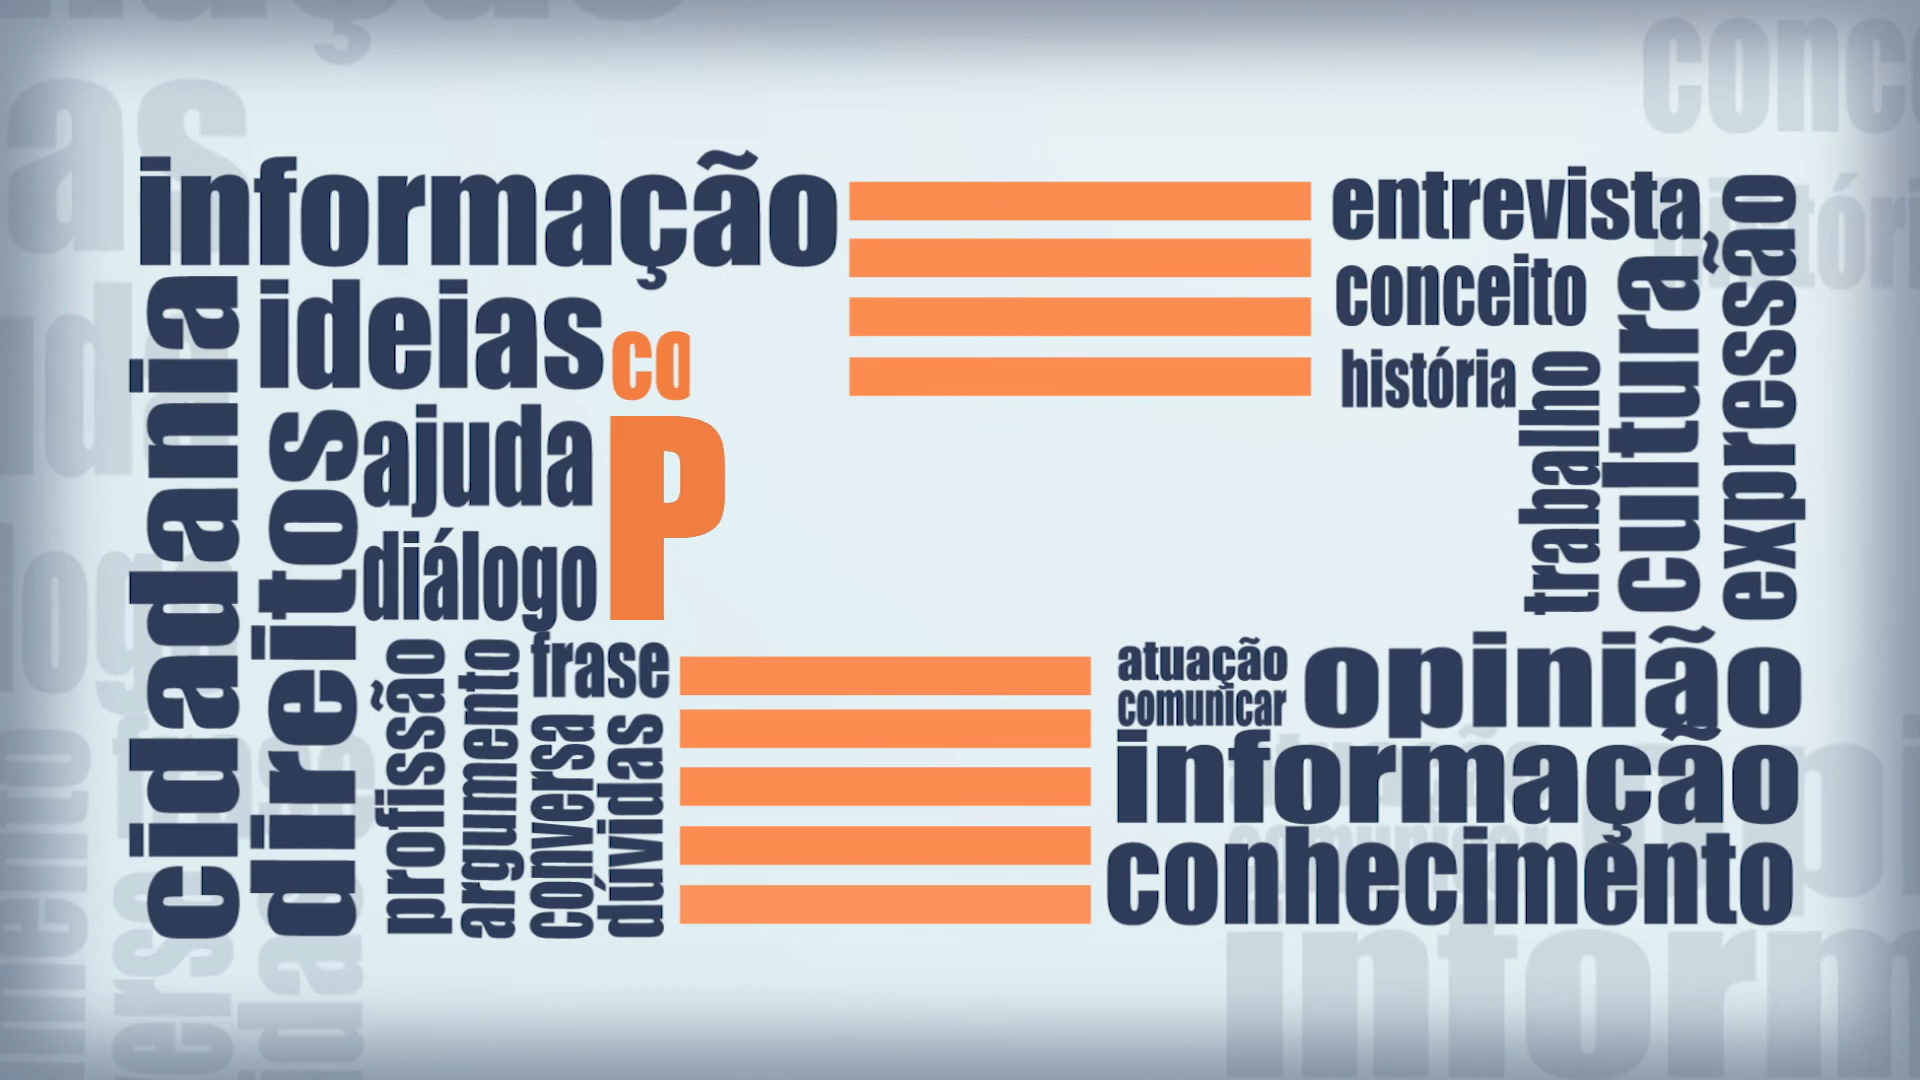 informação
ideias
co
ajuda
P
diálogo
cidadania
direitos
profissão
argumento
frase
conversa
dúvidas
entrevista
conceito
história
trabalho
cultura
expressão
atuação
comunicar
opinião
informação
conhecimento